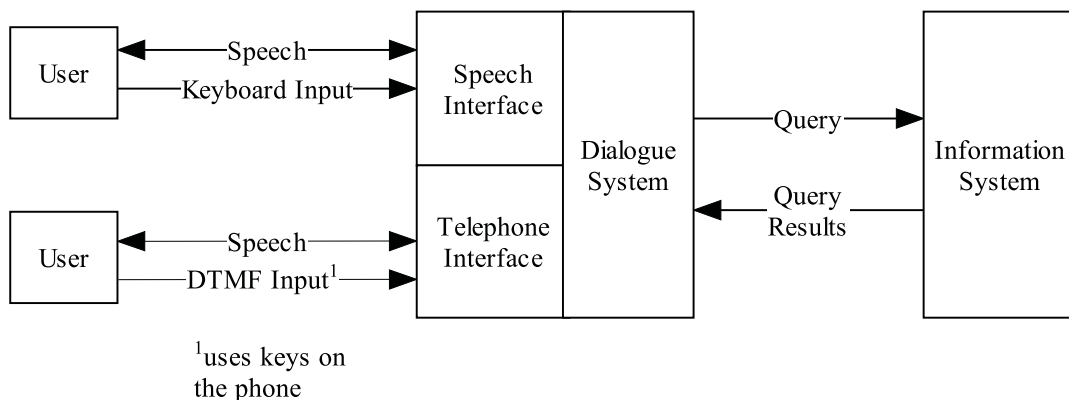 User
Speech
Keyboard Input
Speech
Interface
Dialogue
System
Query
Query
Results
Information
System
User
Speech
DTMF Input¹
Telephone
Interface
¹uses keys on
the phone